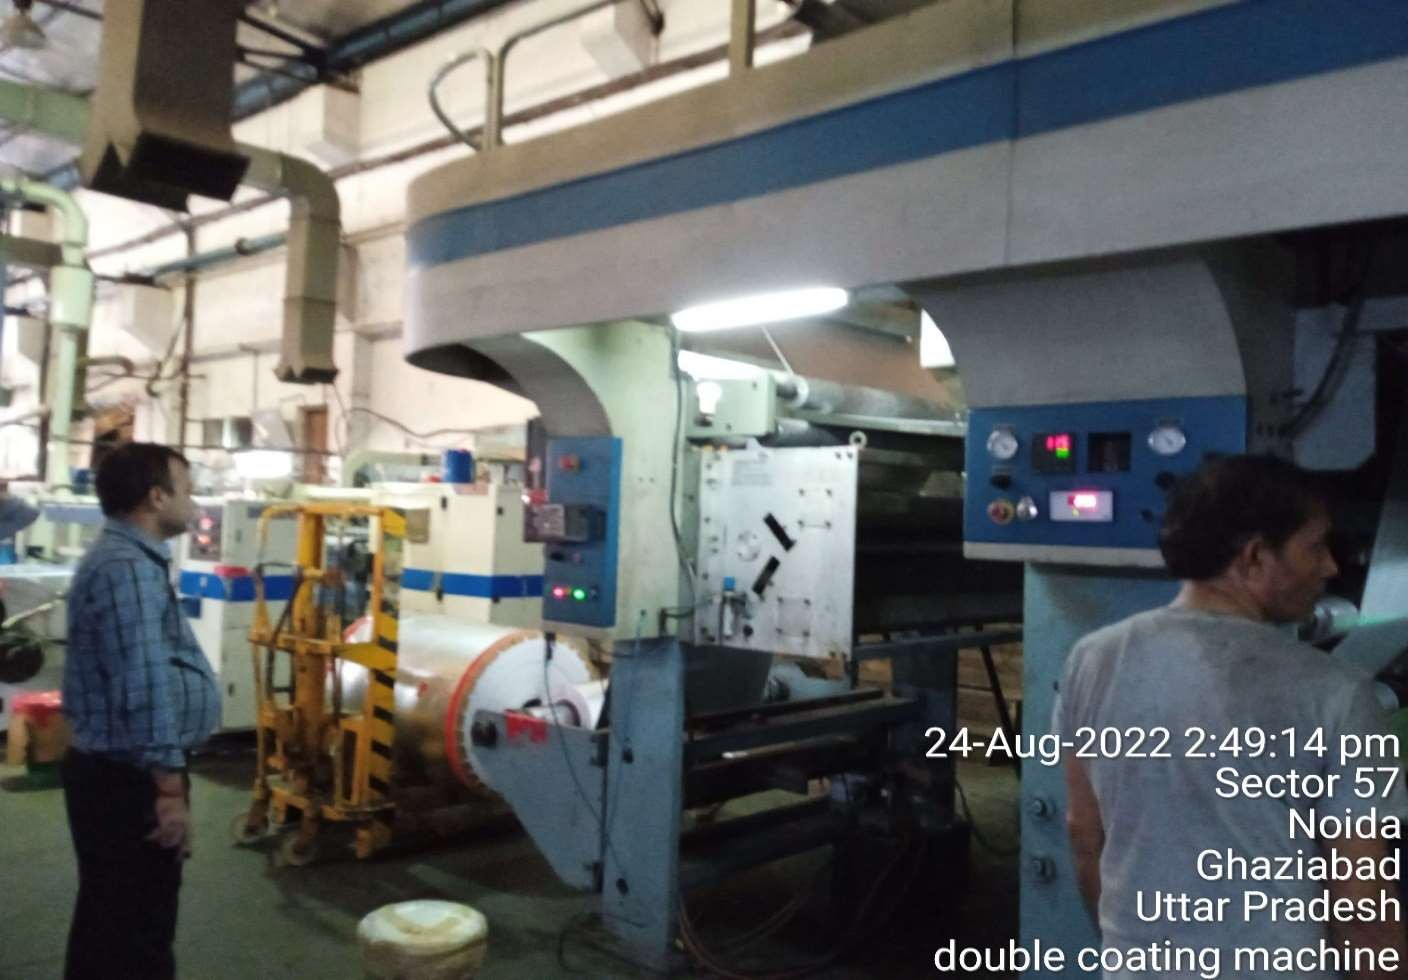 24-Aug-2022 2:49:14 pm
Sector 57
Noida
Ghaziabad
Uttar Pradesh
double coating machine